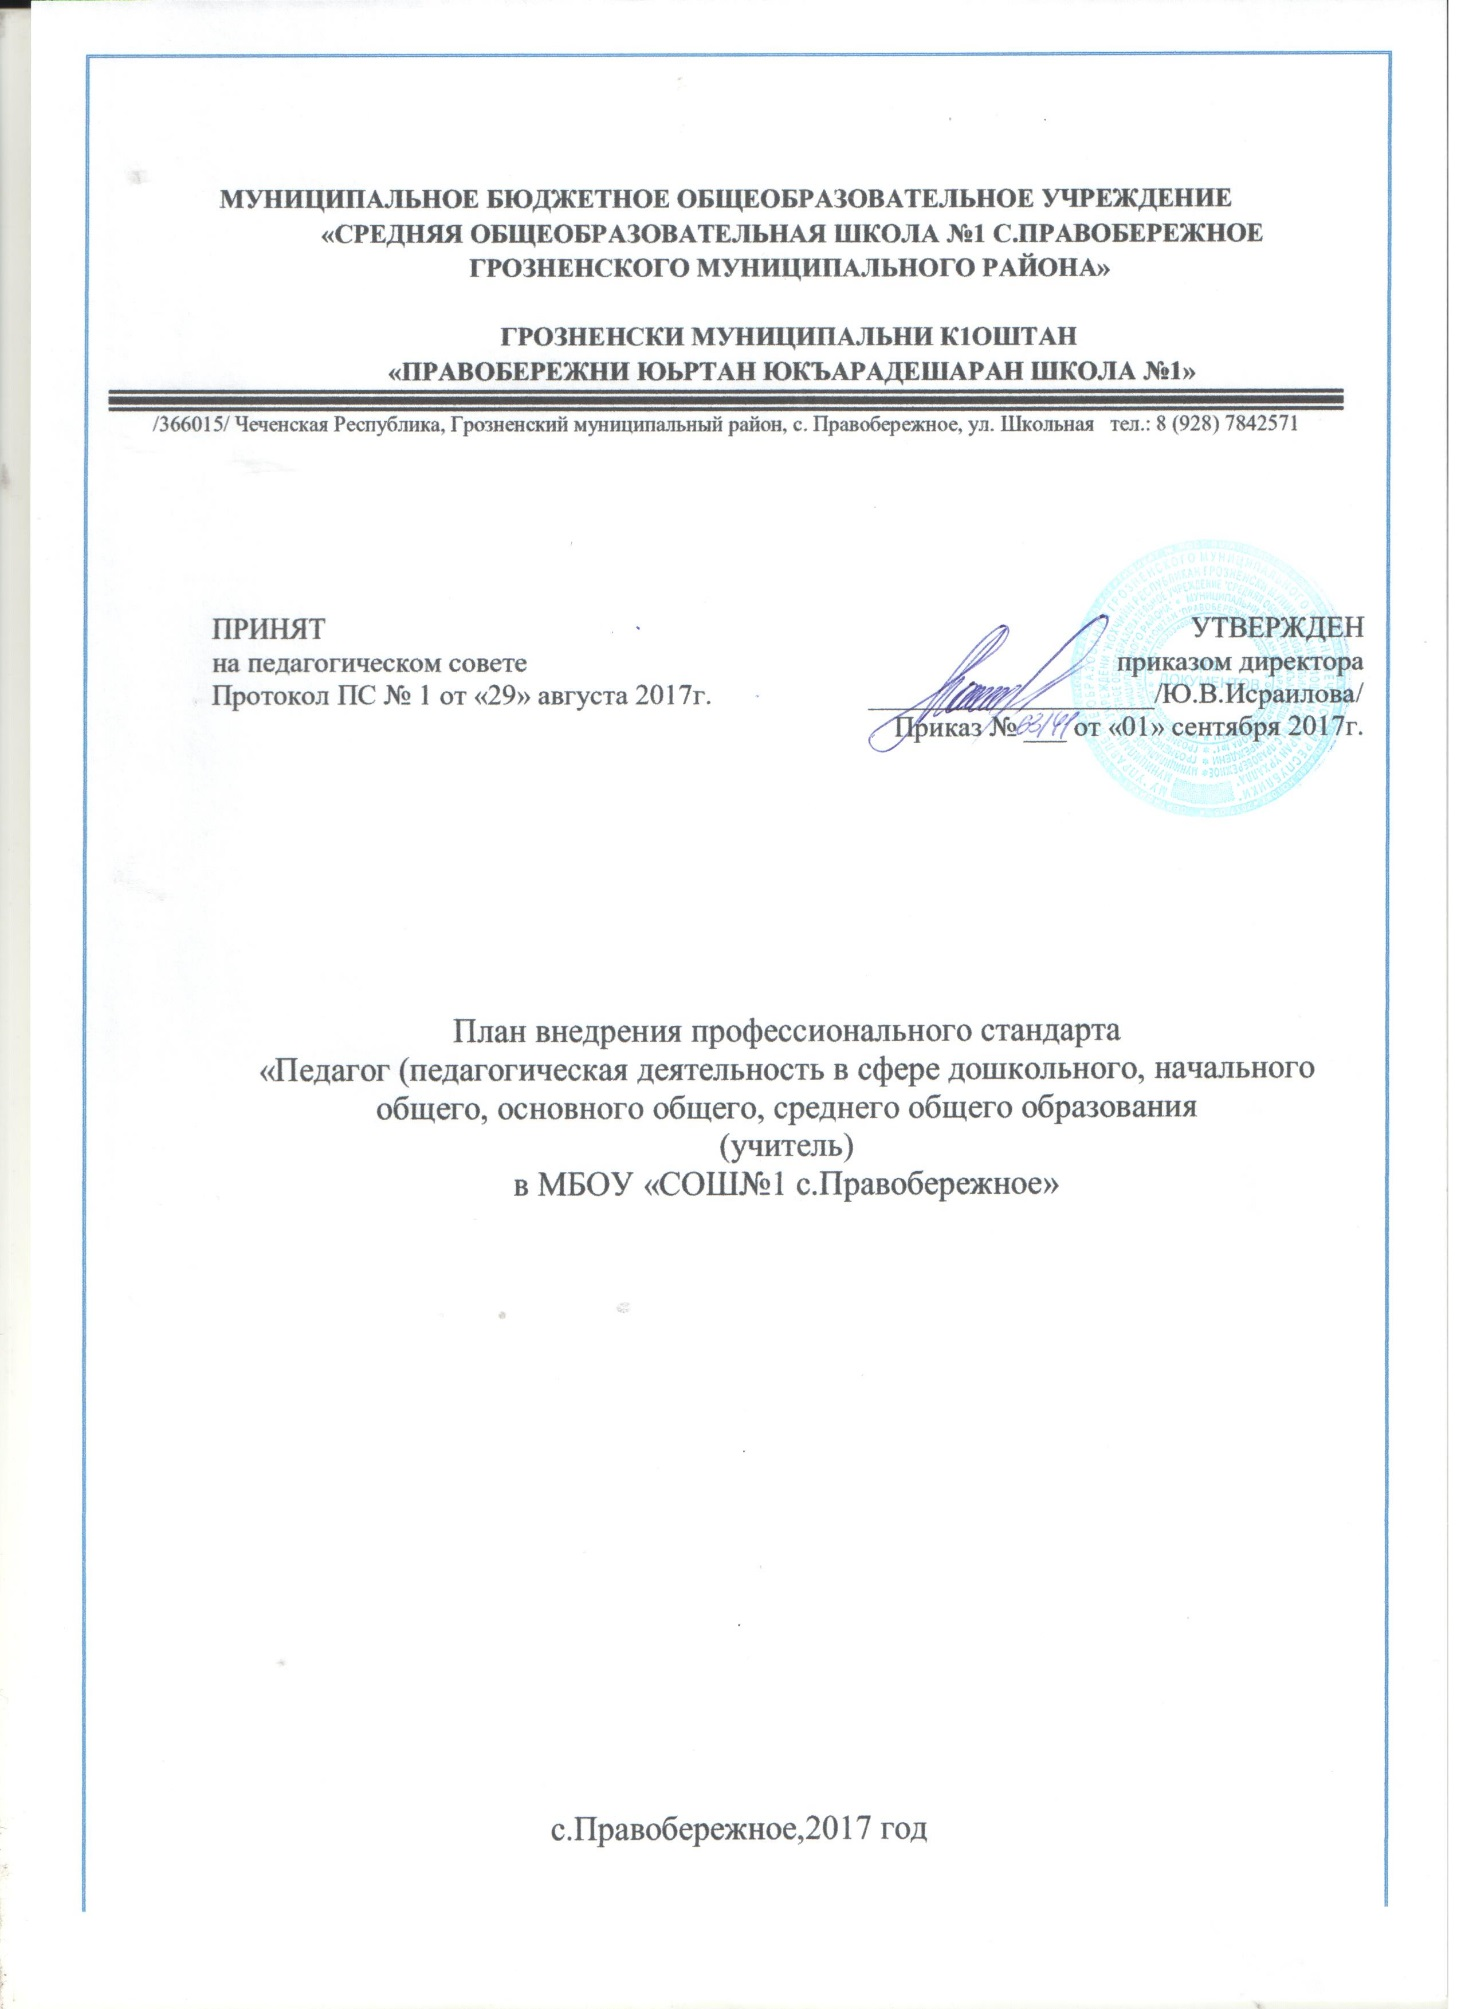 МУНИЦИПАЛЬНОЕ БЮДЖЕТНОЕ ОБЩЕОБРАЗОВАТЕЛЬНОЕ УЧРЕЖДЕНИЕ
«СРЕДНЯЯ ОБЩЕОБРАЗОВАТЕЛЬНАЯ ШКОЛА №1 С.ПРАВОБЕРЕЖНОЕ
ГРОЗНЕНСКОГО МУНИЦИПАЛЬНОГО РАЙОНА»
ГРОЗНЕНСКИ МУНИЦИПАЛЬНИ К1ОШТАН
«ПРАВОБЕРЕЖНИ ЮЬРТАН ЮКЪАРАДЕШАРАН ШКОЛА №1»
/366015/ Чеченская Республика, Грозненский муниципальный район, с. Правобережное, ул. Школьная тел.: 8 (928) 7842571
ПРИНЯТ
на педагогическом совете
Протокол ПС № 1 от «29» августа 2017г.
УТВЕРЖДЕН
приказом директора
/Ю.В.Исраилова/
Приказ № от «01» сентября 2017г.
ДОКУМЕНТОВ
План внедрения профессионального стандарта
«Педагог (педагогическая деятельность в сфере дошкольного, начального
общего, основного общего, среднего общего образования
(учитель)
в МБОУ «СОШ№1 с.Правобережное»
с.Правобережное,2017 год